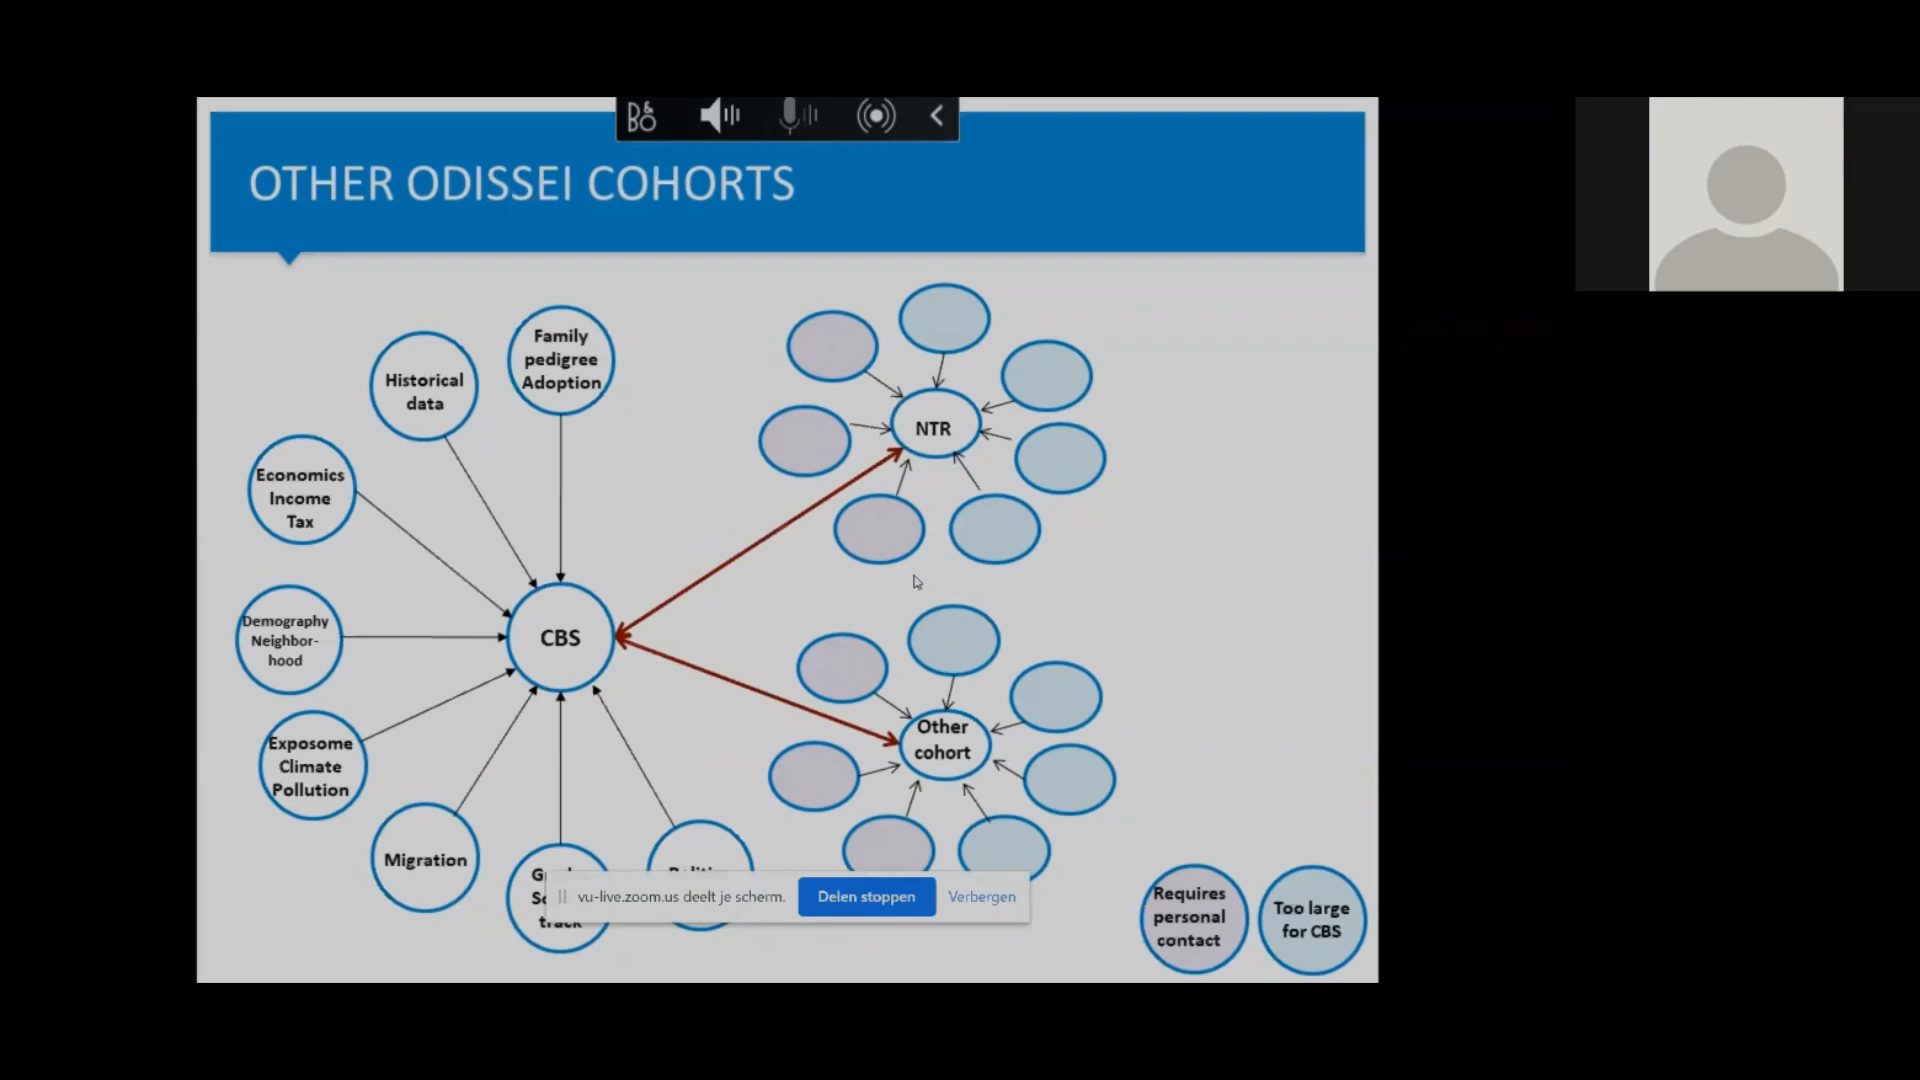 B&O
OTHER ODISSEI COHORTS
Family
pedigree
Adoption
Historical
data
Economics
Income
Tax
NTR
Demography
Neighbor-
hood
CBS
Exposome
Climate
Pollution
Other
cohort
Migration
track
vu-live.zoom.us deelt je scherm.
Delen stoppen
Verbergen
Requires
personal
contact
Too large
for CBS